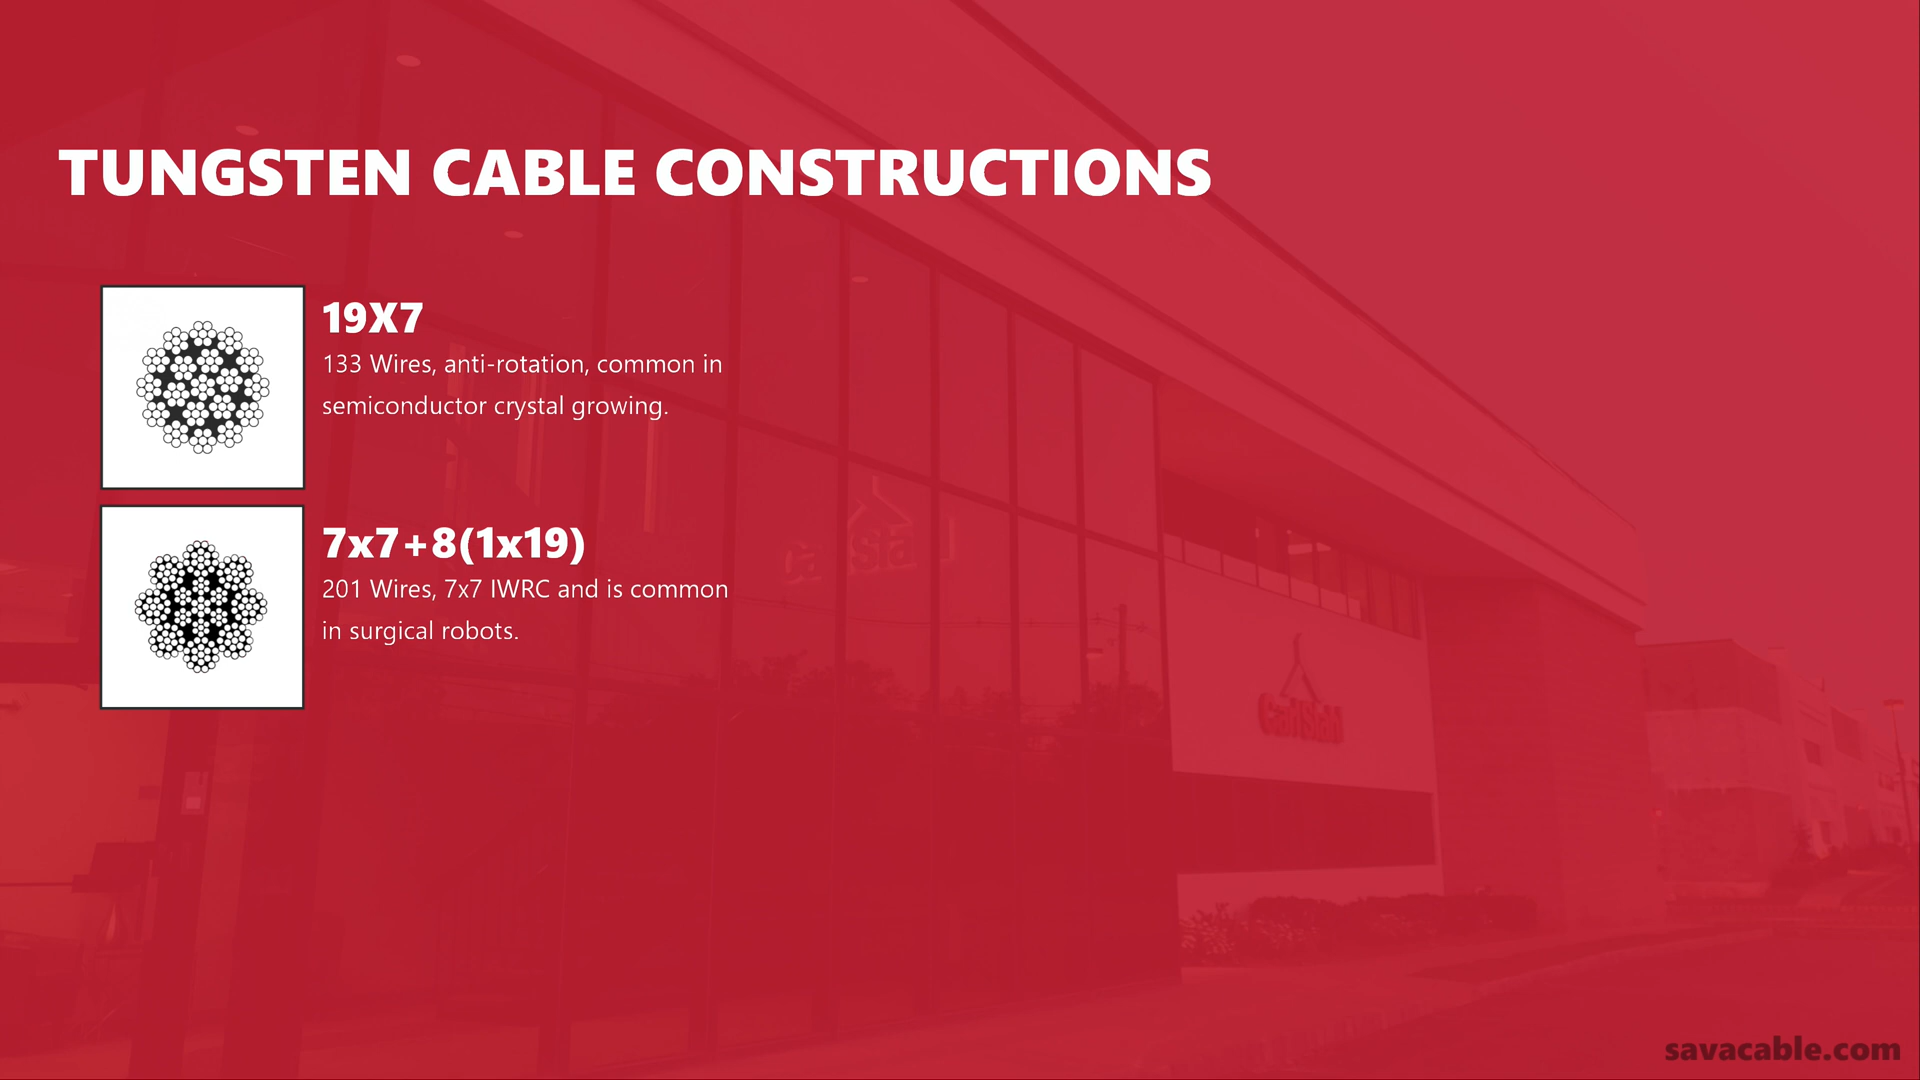 TUNGSTEN CABLE CONSTRUCTIONS
19X7
133 Wires, anti-rotation, common in
semiconductor crystal growing.
7x7+8(1x19)
201 Wires, 7x7 IWRC and is common
in surgical robots.
CarlStahl
savacable.com